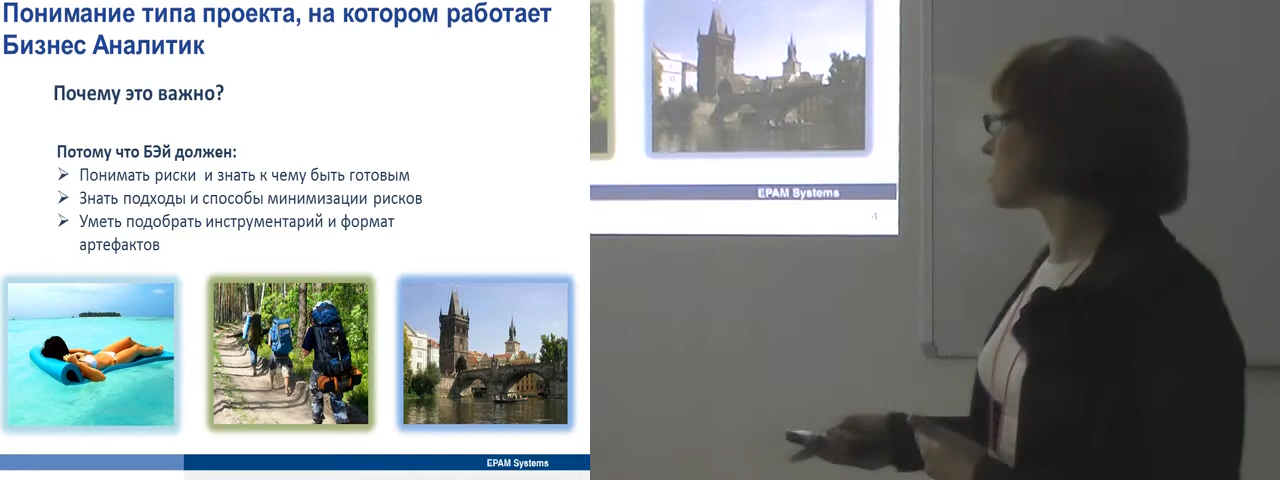 Понимание типа проекта, на котором работает
Бизнес Аналитик
Почему это важно?
Потому что БЭй должен:
Понимать риски и знать к чему быть готовым
Знать подходы и способы минимизации рисков
Уметь подобрать инструментарий и формат
артефактов
EPAM Systems
EPAM Systems
4